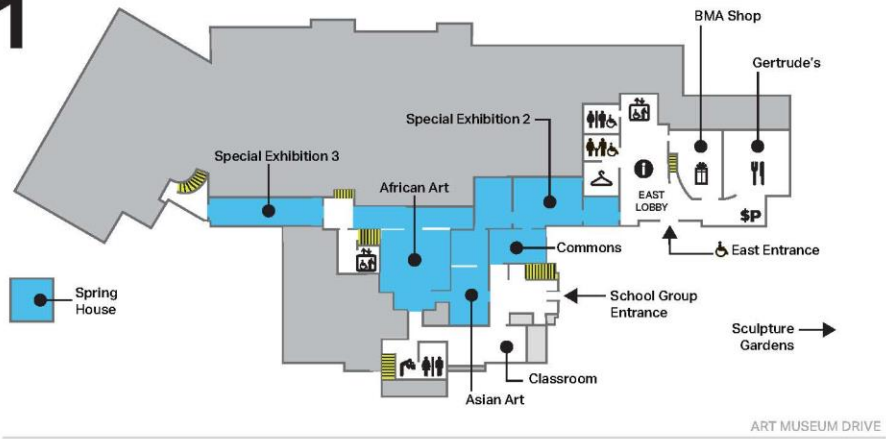 1
BMA Shop
Gertrude's
Special Exhibition 2
Special Exhibition 3
African Art
EAST
LOBBY
$P
Commons
East Entrance
Spring
House
School Group
Entrance
Sculpture
Gardens
Classroom
Asian Art
ART MUSEUM DRIVE